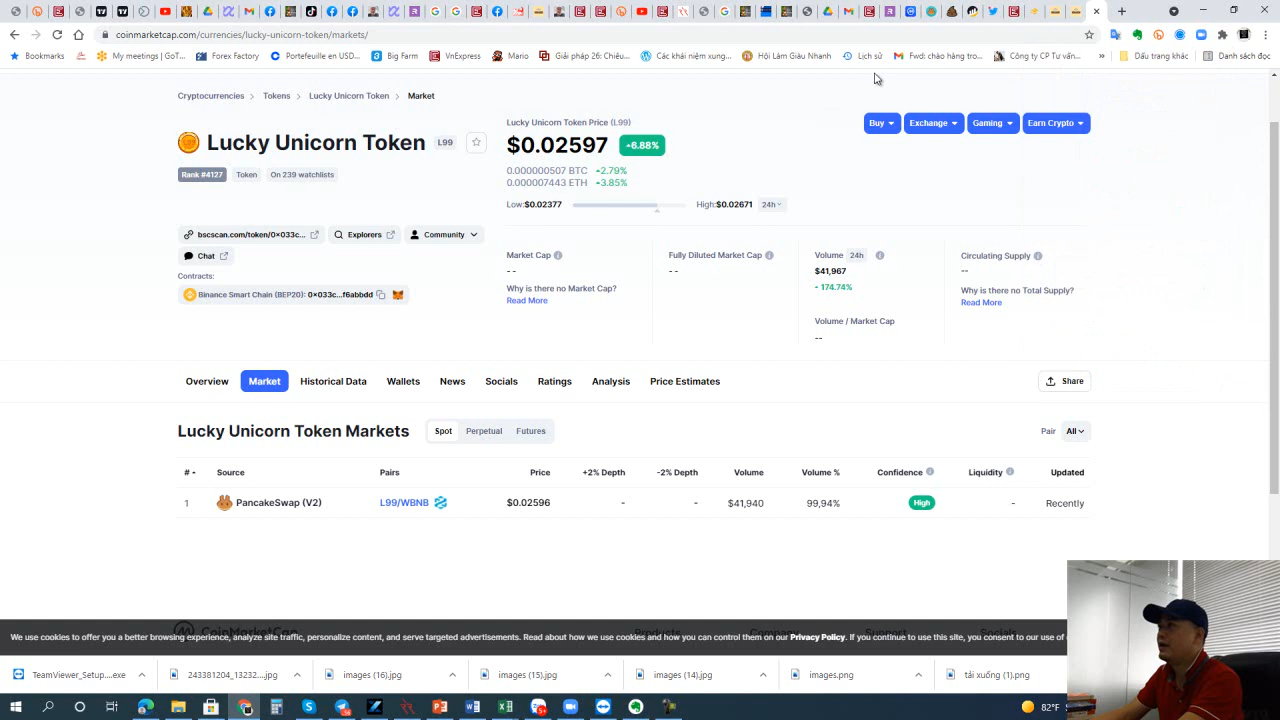 coinmarketcap.com/currencies/lucky-unicorn-token/markets/
Bookmarks
My meetings | GoT...
Forex Factory
Portefeuille en USD...
Big Farm
VnExpress
Mario
Giải pháp 26: Chiêu...
Các khái niệm xung...
Hội Làm Giàu Nhanh
Lịch sử
Fwd: chào hàng tro...
Công ty CP Tư vấn...
»
Dấu trang khác
Danh sách đọc
Cryptocurrencies > Tokens > Lucky Unicorn Token > Market
Lucky Unicorn Token L99
Rank #4127 Token On 239 watchlists
bscscan.com/token/0×033c... Explorers Community
Chat
Contracts:
Binance Smart Chain (BEP20): 0×033c...f6abbdd
Lucky Unicorn Token Price (L99)
$0.02597 6.88%
0.000000507 BTC 2.79%
0.000007443 ETH 3.85%
Low:$0.02377 High:$0.02671 24h
Buy Exchange Gaming Earn Crypto
Market Cap
- -
Why is there no Market Cap?
Read More
Fully Diluted Market Cap
- -
Volume 24h
$41,967
174.74%
Volume / Market Cap
--
Circulating Supply
--
Why is there no Total Supply?
Read More
Overview Market Historical Data Wallets News Socials Ratings Analysis Price Estimates Share
Lucky Unicorn Token Markets Spot Perpetual Futures Pair All
# Source Pairs Price +2% Depth -2% Depth Volume Volume % Confidence Liquidity Updated
1 PancakeSwap (V2) L99/WBNB $0.02596 - - $41,940 99,94% High - Recently
CoinMarketCap Products Company Support Socials
We use cookies to offer you a better browsing experience, analyze site traffic, personalize content, and serve targeted advertisements. Read about how we use cookies and how you can control them on our Privacy Policy. If you continue to use this site, you consent to our use of
TeamViewer_Setup....exe
243381204_13232....jpg
images (16).jpg
images (15).jpg
images (14).jpg
images.png
tải xuống (1).png
82°F